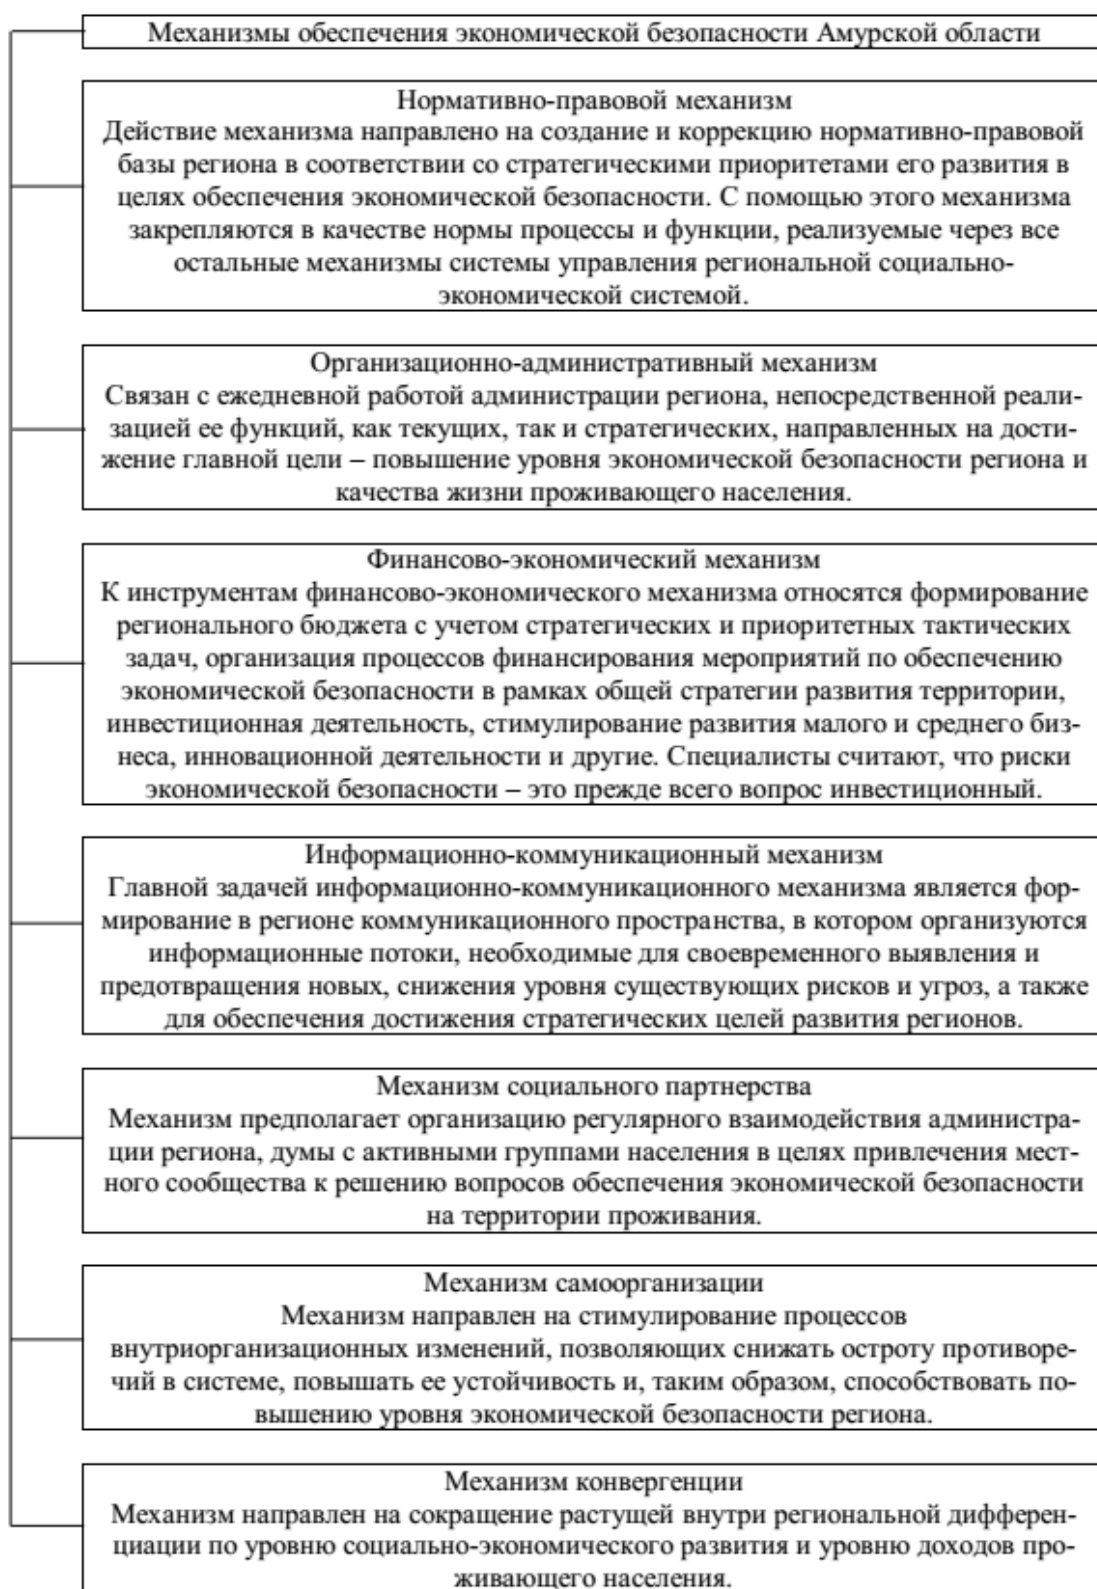 Механизмы обеспечения экономической безопасности Амурской области
Нормативно-правовой механизм
Действие механизма направлено на создание и коррекцию нормативно-правовой
базы региона в соответствии со стратегическими приоритетами его развития в
целях обеспечения экономической безопасности. С помощью этого механизма
закрепляются в качестве нормы процессы и функции, реализуемые через все
остальные механизмы системы управления региональной социально-
экономической системой.
Организационно-административный механизм
Связан с ежедневной работой администрации региона, непосредственной реали-
зацией ее функций, как текущих, так и стратегических, направленных на дости-
жение главной цели – повышение уровня экономической безопасности региона и
качества жизни проживающего населения.
Финансово-экономический механизм
К инструментам финансово-экономического механизма относятся формирование
регионального бюджета с учетом стратегических и приоритетных тактических
задач, организация процессов финансирования мероприятий по обеспечению
экономической безопасности в рамках общей стратегии развития территории,
инвестиционная деятельность, стимулирование развития малого и среднего биз-
неса, инновационной деятельности и другие. Специалисты считают, что риски
экономической безопасности – это прежде всего вопрос инвестиционный.
Информационно-коммуникационный механизм
Главной задачей информационно-коммуникационного механизма является фор-
мирование в регионе коммуникационного пространства, в котором организуются
информационные потоки, необходимые для своевременного выявления и
предотвращения новых, снижения уровня существующих рисков и угроз, а также
для обеспечения достижения стратегических целей развития регионов.
Механизм социального партнерства
Механизм предполагает организацию регулярного взаимодействия администра-
ции региона, думы с активными группами населения в целях привлечения мест-
ного сообщества к решению вопросов обеспечения экономической безопасности
на территории проживания.
Механизм самоорганизации
Механизм направлен на стимулирование процессов
внутриорганизационных изменений, позволяющих снижать остроту противоре-
чий в системе, повышать ее устойчивость и, таким образом, способствовать по-
вышению уровня экономической безопасности региона.
Механизм конвергенции
Механизм направлен на сокращение растущей внутри региональной дифферен-
циации по уровню социально-экономического развития и уровню доходов про-
живающего населения.